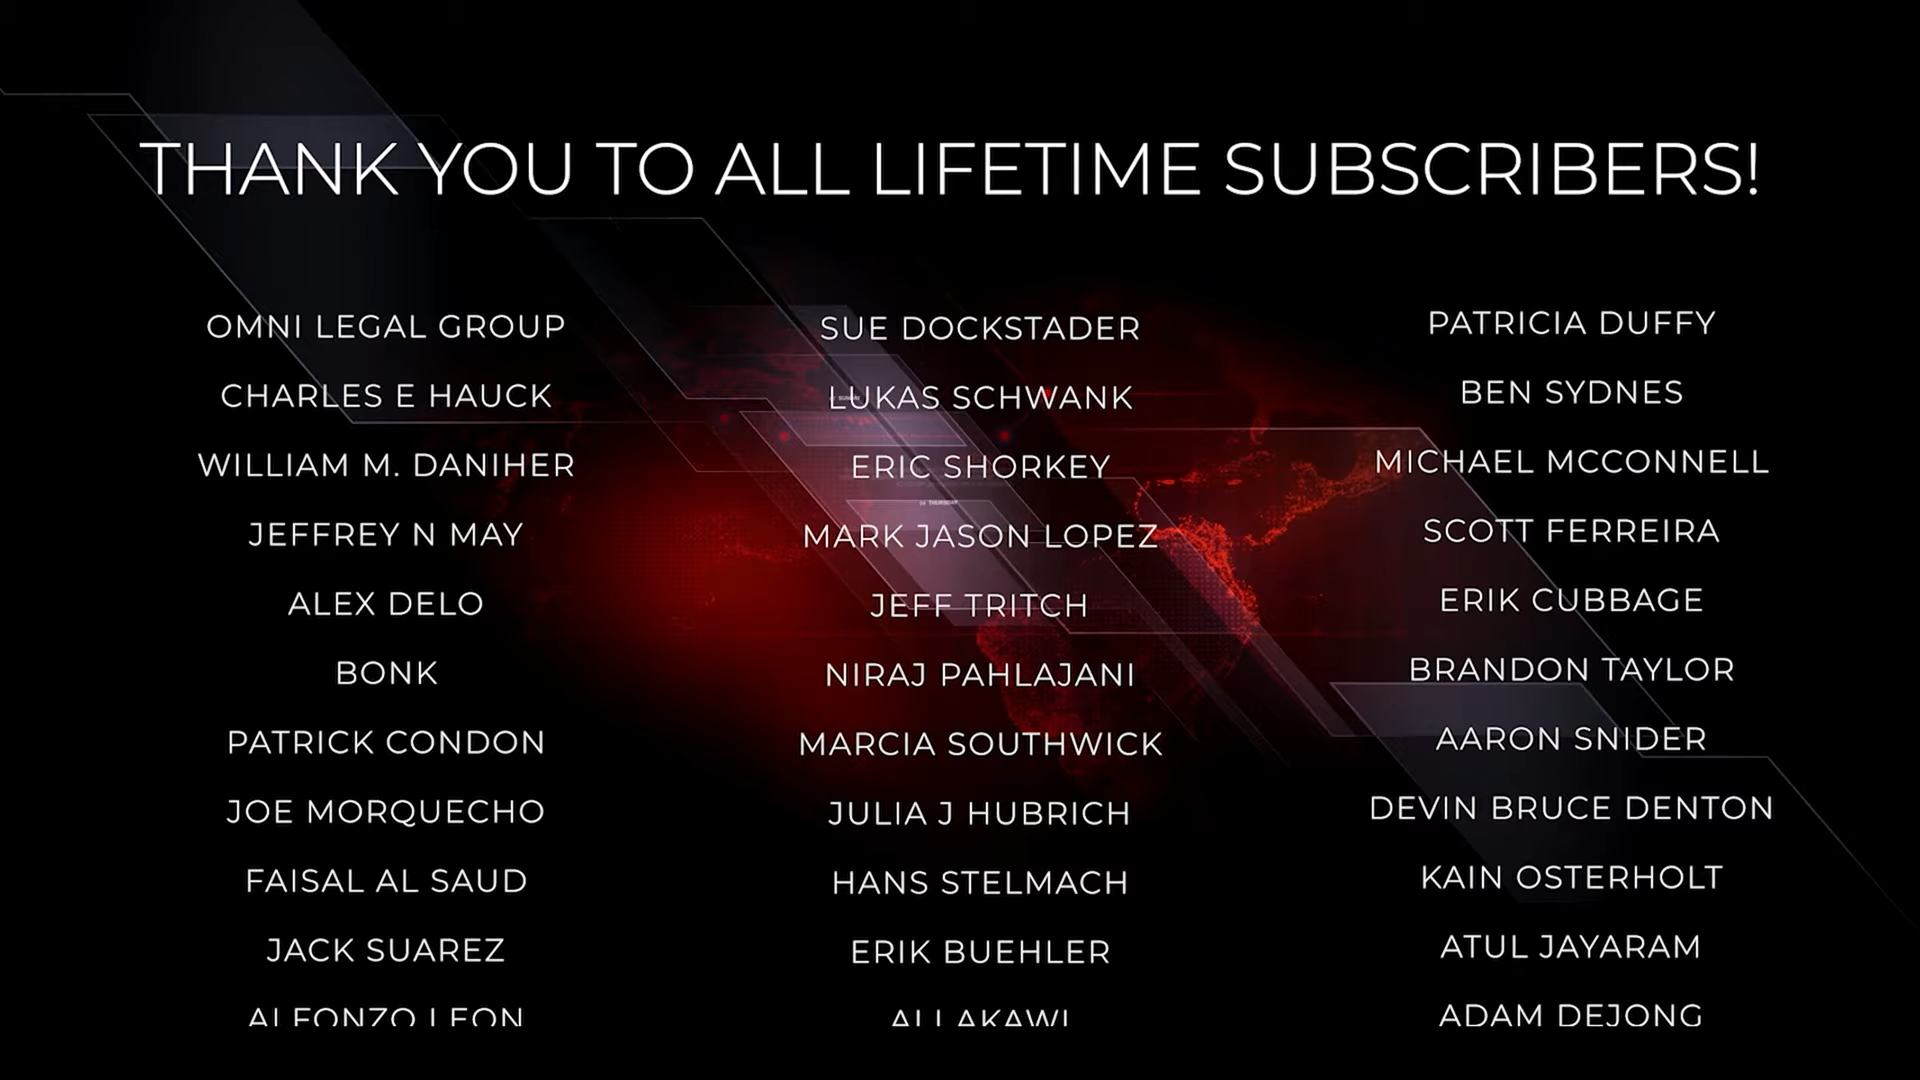 THANK YOU TO ALL LIFETIME SUBSCRIBERS!
OMNI LEGAL GROUP
CHARLES E HAUCK
WILLIAM M. DANIHER
JEFFREY N MAY
ALEX DELO
BONK
PATRICK CONDON
JOE MORQUECHO
FAISAL AL SAUD
JACK SUAREZ
ALFONZO LEON
SUE DOCKSTADER
LUKAS SCHWANK
ERIC SHORKEY
MARK JASON LOPEZ
JEFF TRITCH
NIRAJ PAHLAJANI
MARCIA SOUTHWICK
JULIA J HUBRICH
HANS STELMACH
ERIK BUEHLER
PATRICIA DUFFY
BEN SYDNES
MICHAEL MCCONNELL
SCOTT FERREIRA
ERIK CUBBAGE
BRANDON TAYLOR
AARON SNIDER
DEVIN BRUCE DENTON
KAIN OSTERHOLT
ATUL JAYARAM
ADAM DEJONG